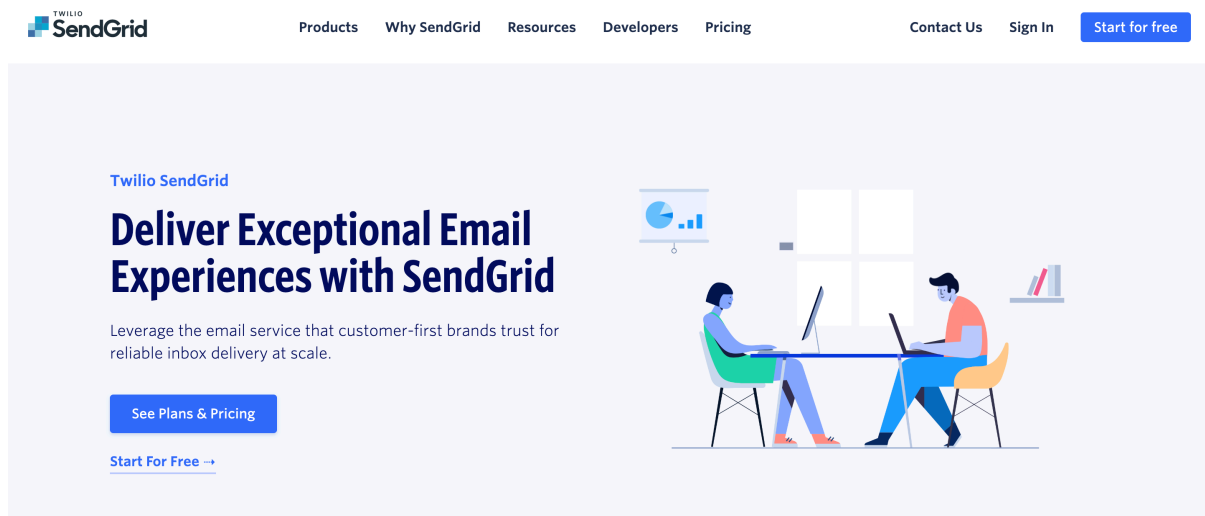 TWILIO
SendGrid
Products Why SendGrid Resources Developers Pricing Contact Us Sign In Start for free
Twilio SendGrid
Deliver Exceptional Email
Experiences with SendGrid
Leverage the email service that customer-first brands trust for
reliable inbox delivery at scale.
See Plans & Pricing
Start For Free ⇢